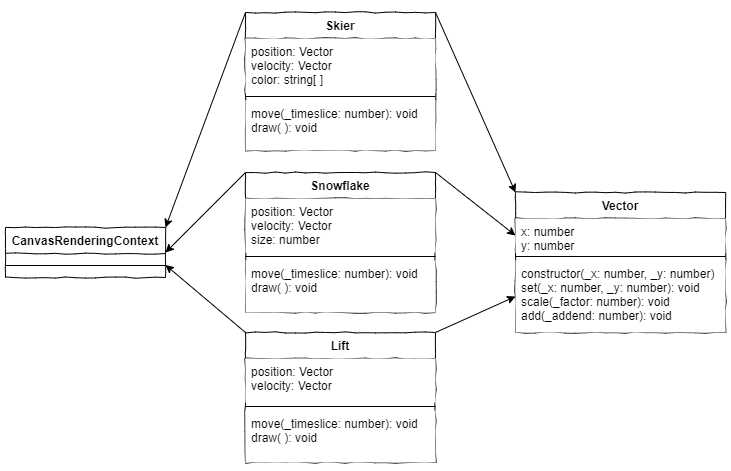 Skier
position: Vector
velocity: Vector
color: string[ ]
move(_timeslice: number): void
draw( ): void
Snowflake
position: Vector
velocity: Vector
size: number
move(_timeslice: number): void
draw( ): void
CanvasRenderingContext
Vector
x: number
y: number
constructor(_x: number, _y: number)
set(_x: number, _y: number): void
scale(_factor: number): void
add(_addend: number): void
Lift
position: Vector
velocity: Vector
move(_timeslice: number): void
draw( ): void